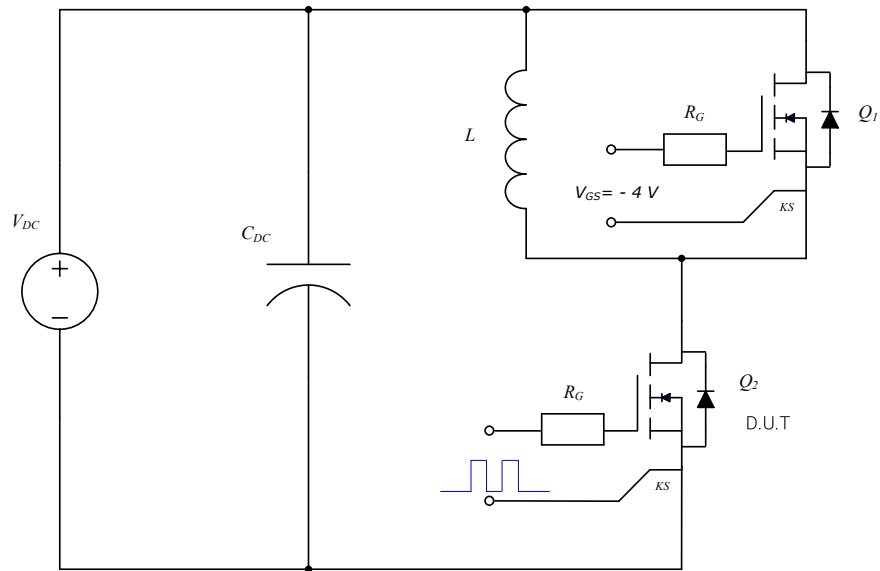 R_G
Q_1
L
V_GS= - 4 V
KS
V_DC
C_DC
+
−
Q_2
R_G
D.U.T
KS